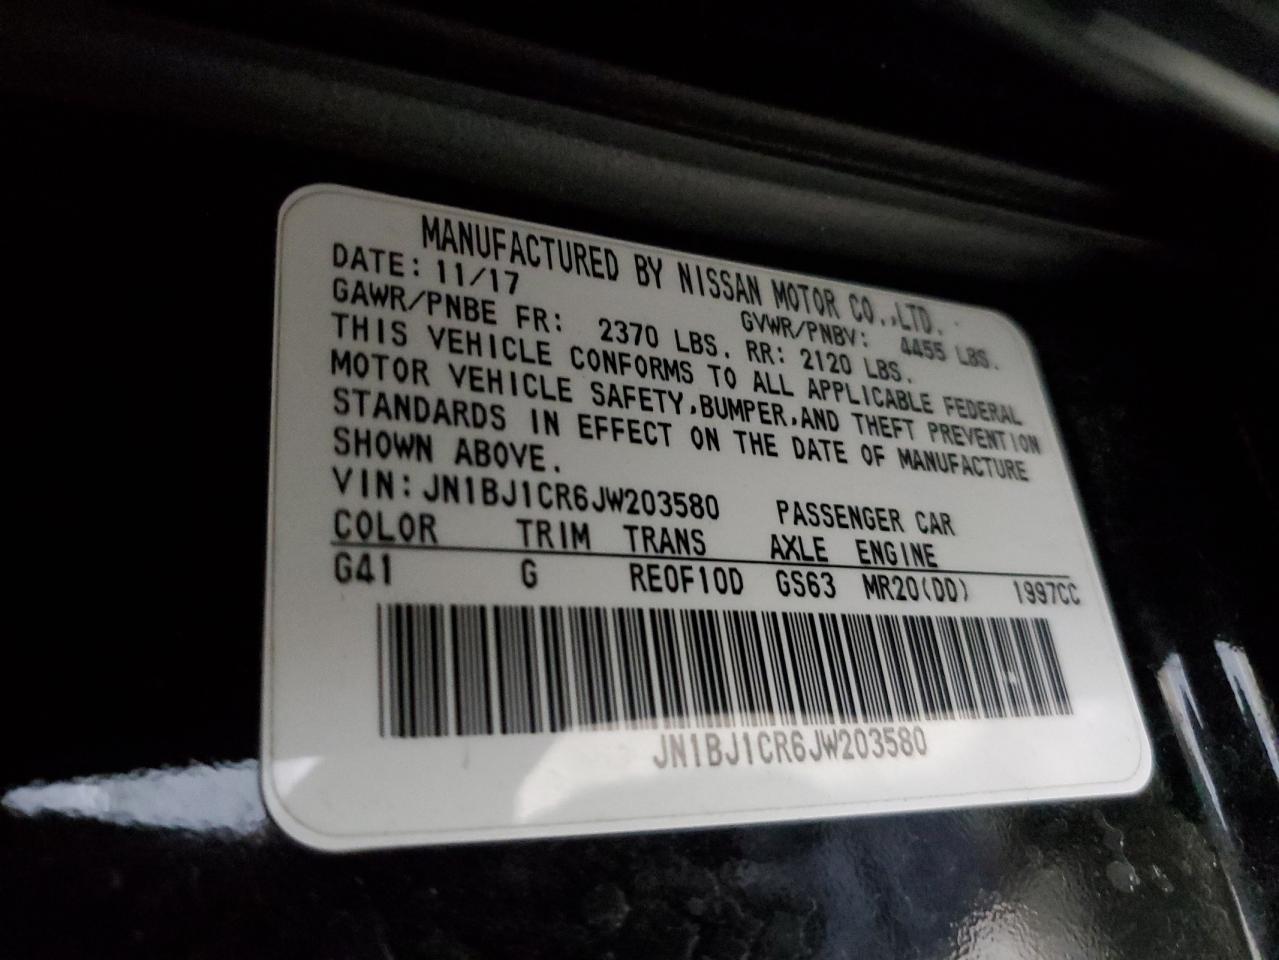 MANUFACTURED BY NISSAN MOTOR CO.,LTD.
DATE: 11/17 GVWR/PNBV: 4455 LBS.
GAWR/PNBE FR: 2370 LBS. RR: 2120 LBS.
THIS VEHICLE CONFORMS TO ALL APPLICABLE FEDERAL
MOTOR VEHICLE SAFETY,BUMPER,AND THEFT PREVENTION
STANDARDS IN EFFECT ON THE DATE OF MANUFACTURE
SHOWN ABOVE.
VIN: JN1BJ1CR6JW203580 PASSENGER CAR
COLOR TRIM TRANS AXLE ENGINE
G41 G RE0F10D GS63 MR20(DD) 1997CC
JN1BJ1CR6JW203580